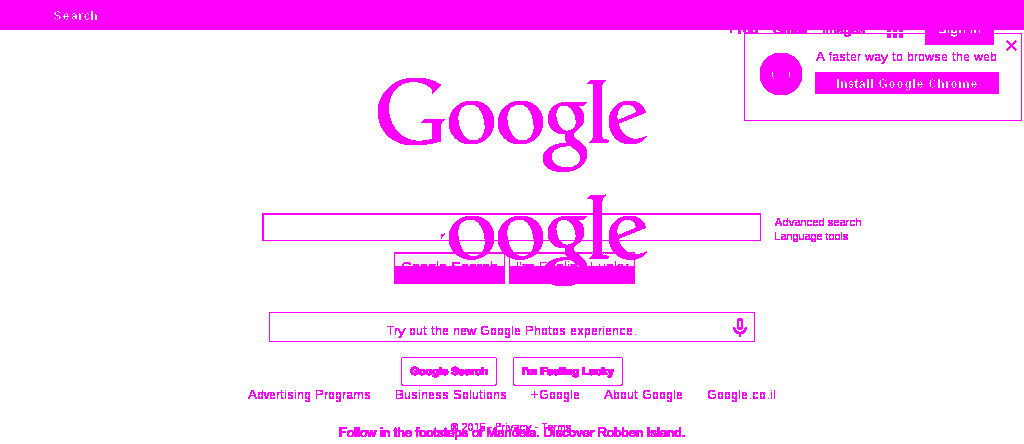 Search
Images Sign in
A faster way to browse the web
Install Google Chrome
Google
oogle
Advanced search
Language tools
Google Search I'm Feeling Lucky
Try out the new Google Photos experience.
Google Search I'm Feeling Lucky
Advertising Programs Business Solutions +Google About Google Google.co.il
© 2015 - Privacy - Terms
Follow in the footsteps of Mandela. Discover Robben Island.